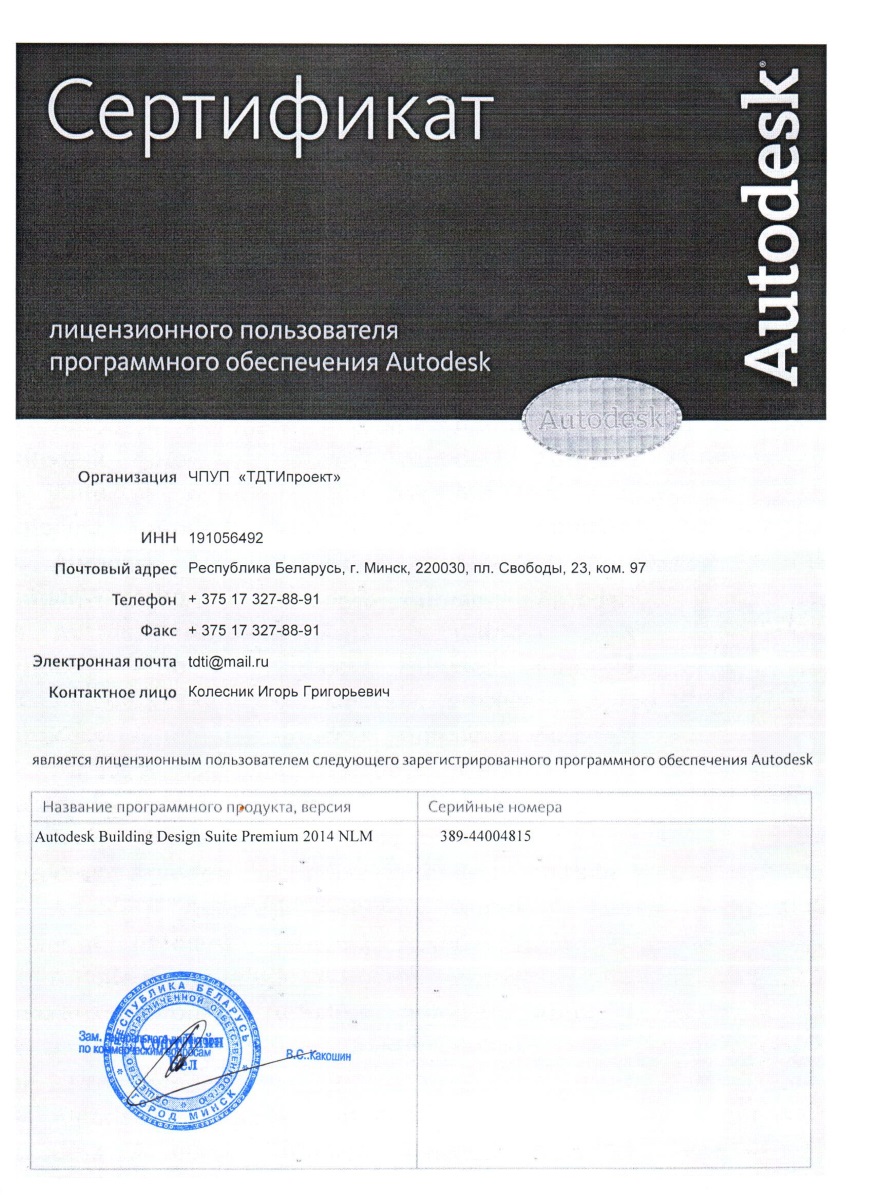 Сертификат
Autodesk®
лицензионного пользователя
программного обеспечения Autodesk
Autodesk
Организация ЧПУП «ТДТИпроект»
ИНН 191056492
Почтовый адрес Республика Беларусь, г. Минск, 220030, пл. Свободы, 23, ком. 97
Телефон + 375 17 327-88-91
Факс + 375 17 327-88-91
Электронная почта tdti@mail.ru
Контактное лицо Колесник Игорь Григорьевич
является лицензионным пользователем следующего зарегистрированного программного обеспечения Autodesk
Название программного продукта, версия Серийные номера
Autodesk Building Design Suite Premium 2014 NLM 389-44004815
РЕСПУБЛИКА БЕЛАРУСЬ
ОГРАНИЧЕННОЙ ОТВЕТСТВЕННОСТЬЮ
ОБЩЕСТВО
ГОРОД МИНСК
Зам. генерального директора
по коммерческим вопросам
Бел
В.С..Какошин